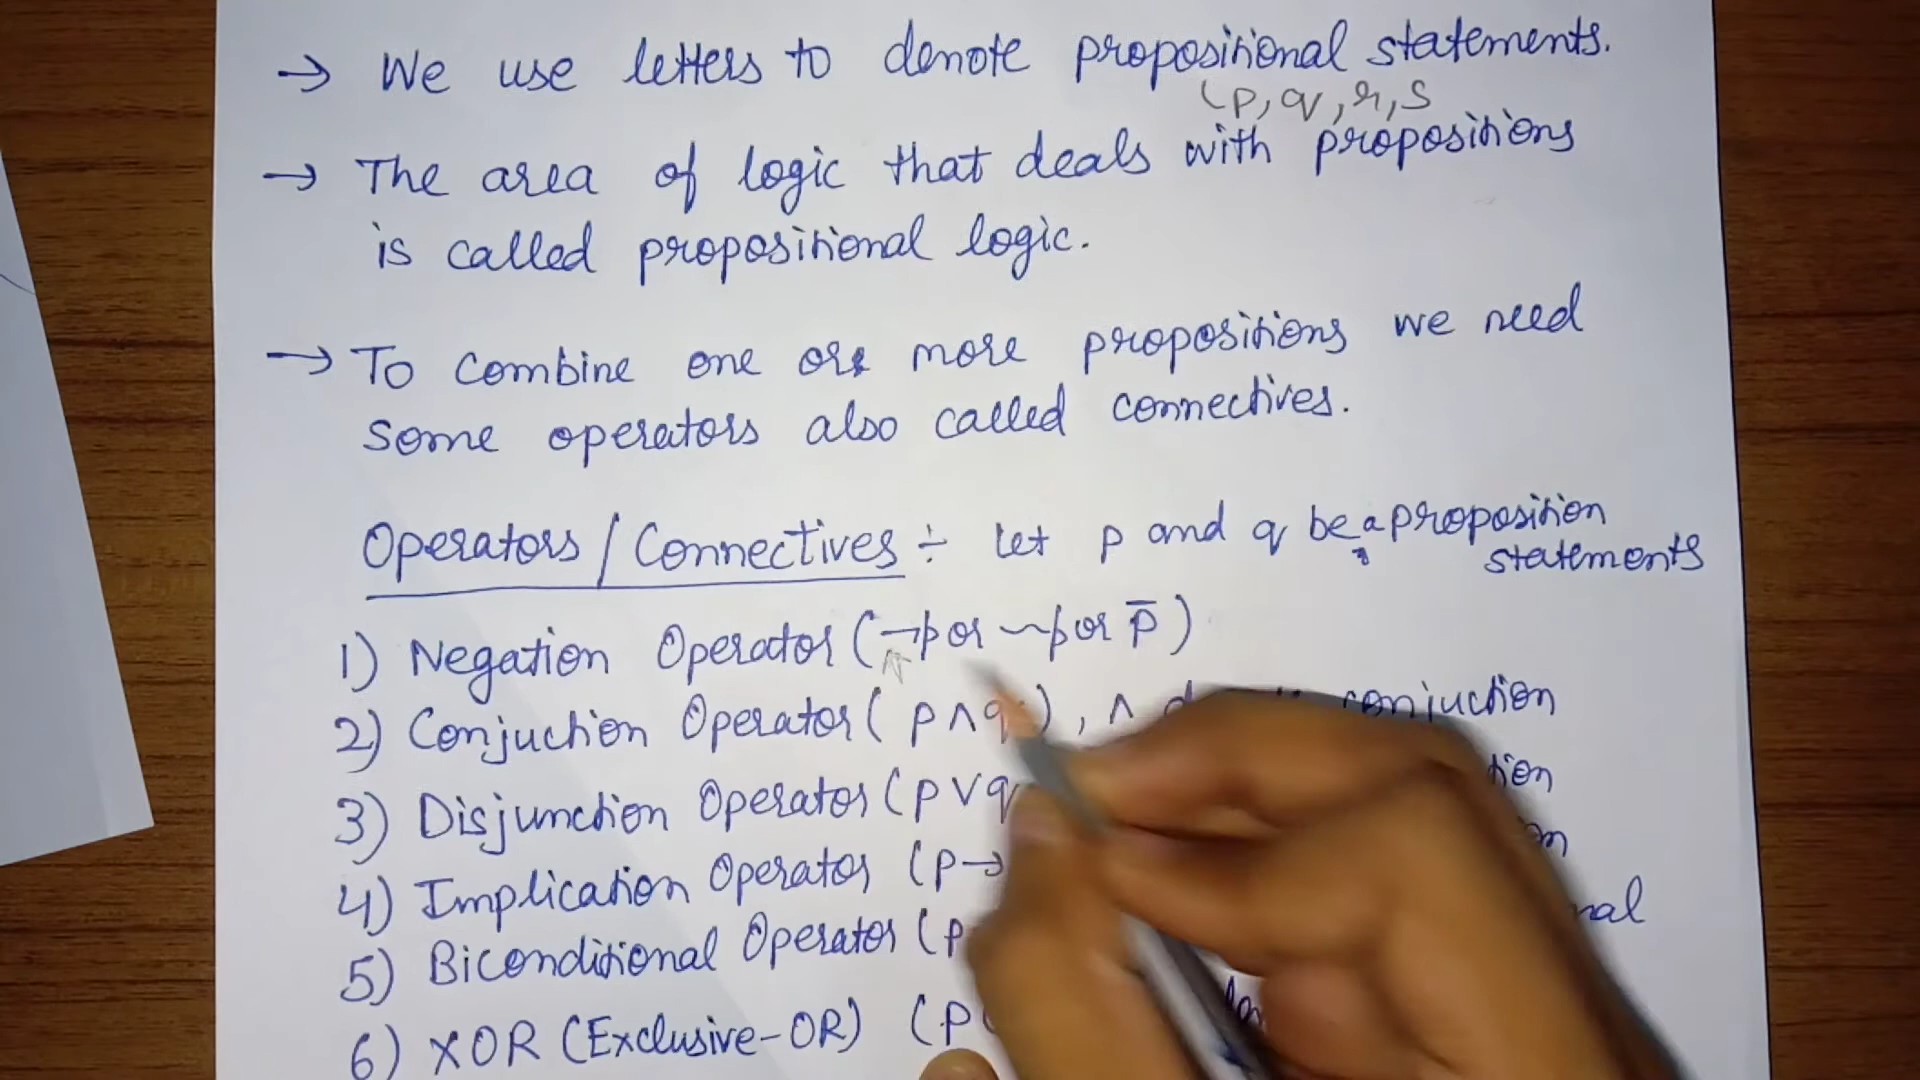 → We use letters to denote propositional statements.
(p, q, r, s
→ The area of logic that deals with propositions
is called propositional logic.
→ To combine one or more propositions we need
some operators also called connectives.
Operators / Connectives ÷ let p and q be a proposition
statements
1) Negation Operator (¬p or ~p or p̅)
2) Conjuction Operator ( p ∧ q ), ∧ conjuction
3) Disjunction Operator ( p ∨ q
4) Implication Operator (p →
5) Biconditional Operator ( p
6) XOR (Exclusive-OR) ( p